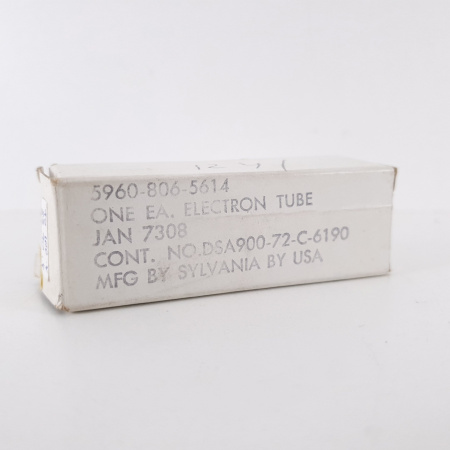 5960-806-5614
ONE EA. ELECTRON TUBE
JAN 7308
CONT. NO.DSA900-72-C-6190
MFG BY SYLVANIA BY USA